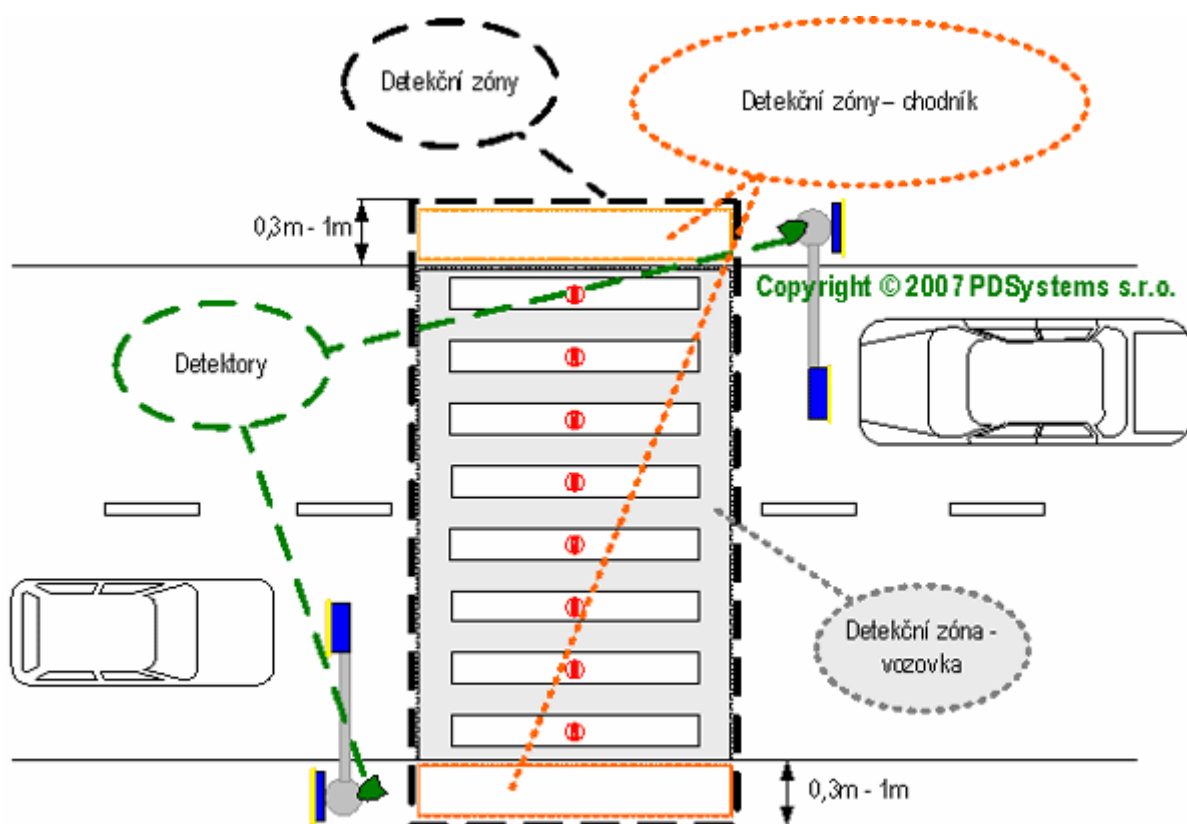 Detekční zóny
Detekční zóny – chodník
0,3m - 1m
Copyright © 2007 PDSystems s.r.o.
Detektory
Detekční zóna -
vozovka
0,3m - 1m